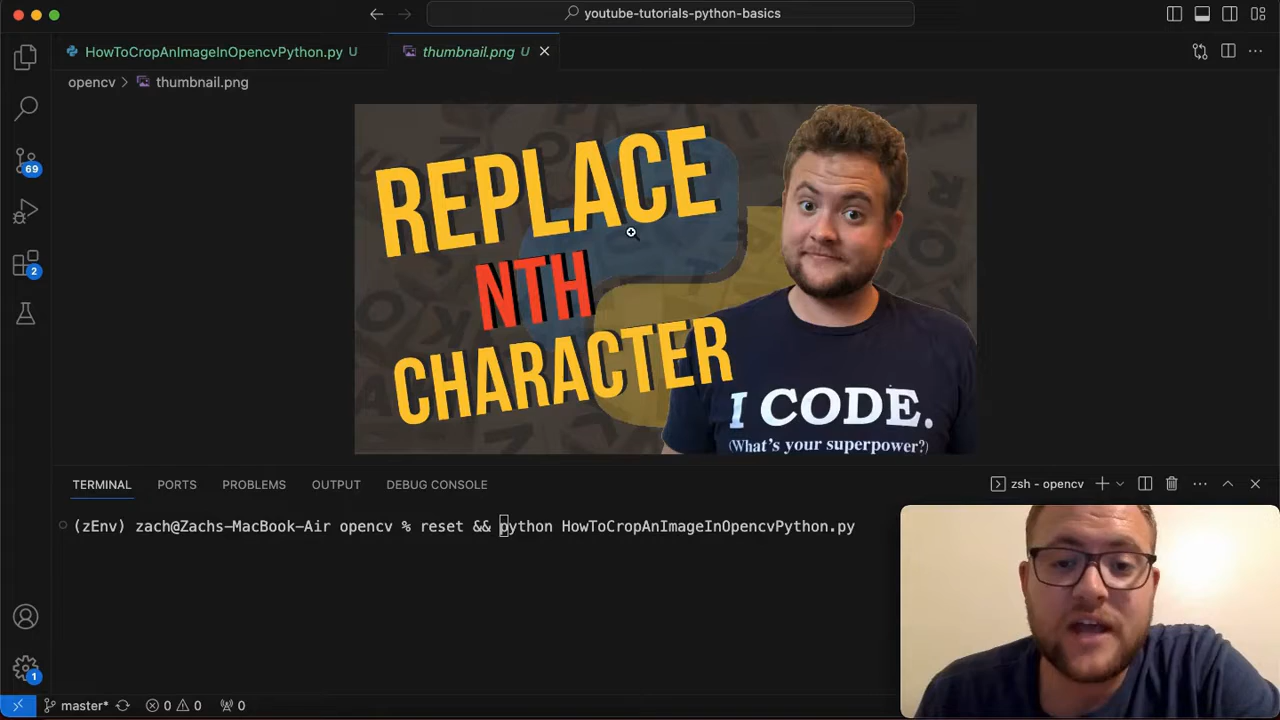 youtube-tutorials-python-basics
HowToCropAnImageInOpencvPython.py U
thumbnail.png U
opencv > thumbnail.png
REPLACE
NTH
CHARACTER
I CODE.
(What's your superpower?)
69
2
TERMINAL PORTS PROBLEMS OUTPUT DEBUG CONSOLE
zsh - opencv
(zEnv) zach@Zachs-MacBook-Air opencv % reset && python HowToCropAnImageInOpencvPython.py
1
master* 0 0 0